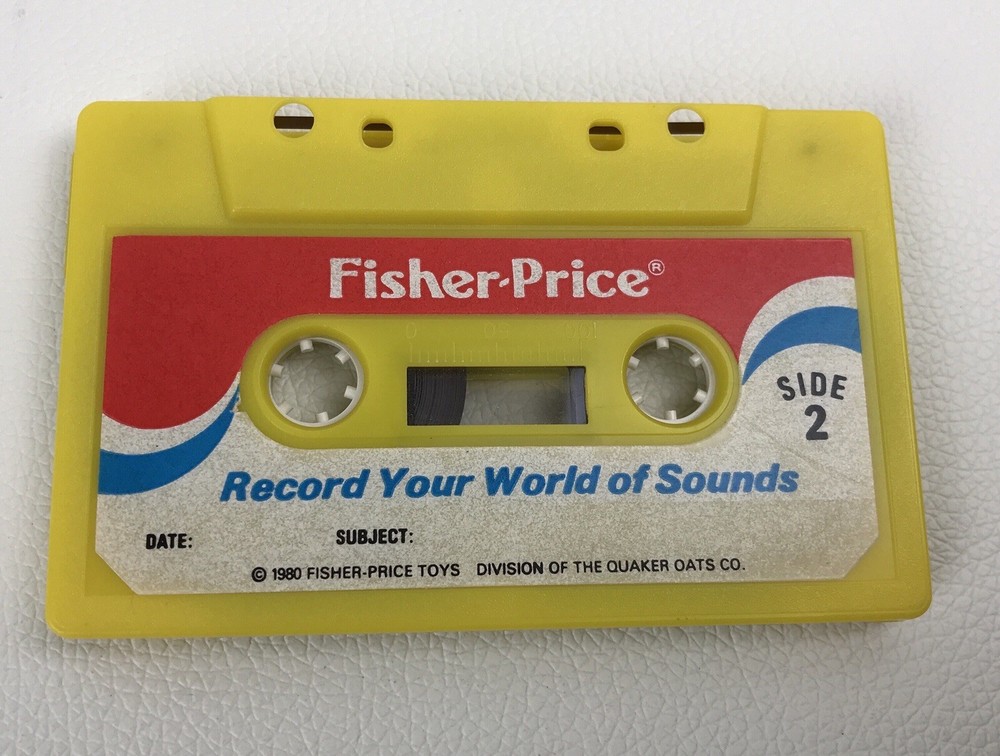 Fisher-Price®
SIDE
2
Record Your World of Sounds
DATE: SUBJECT:
© 1980 FISHER-PRICE TOYS DIVISION OF THE QUAKER OATS CO.